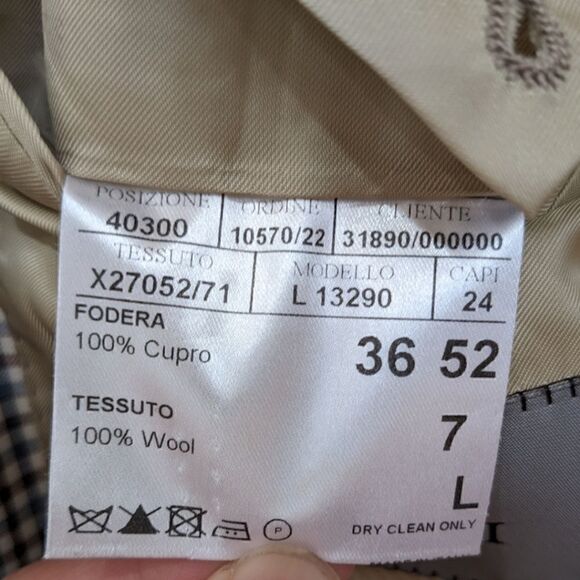 POSIZIONE ORDINE CLIENTE
40300 10570/22 31890/000000
TESSUTO MODELLO CAPI
X27052/71 L 13290 24
FODERA
100% Cupro
36 52
TESSUTO
100% Wool
7
L
P
DRY CLEAN ONLY